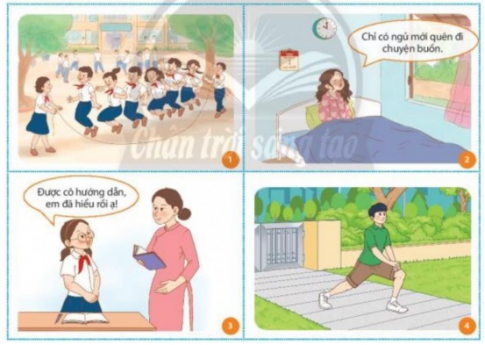 Chỉ có ngủ mới quên đi
chuyện buồn.
Chân trời sáng tạo
1
2
Được cô hướng dẫn,
em đã hiểu rồi ạ!
3
4